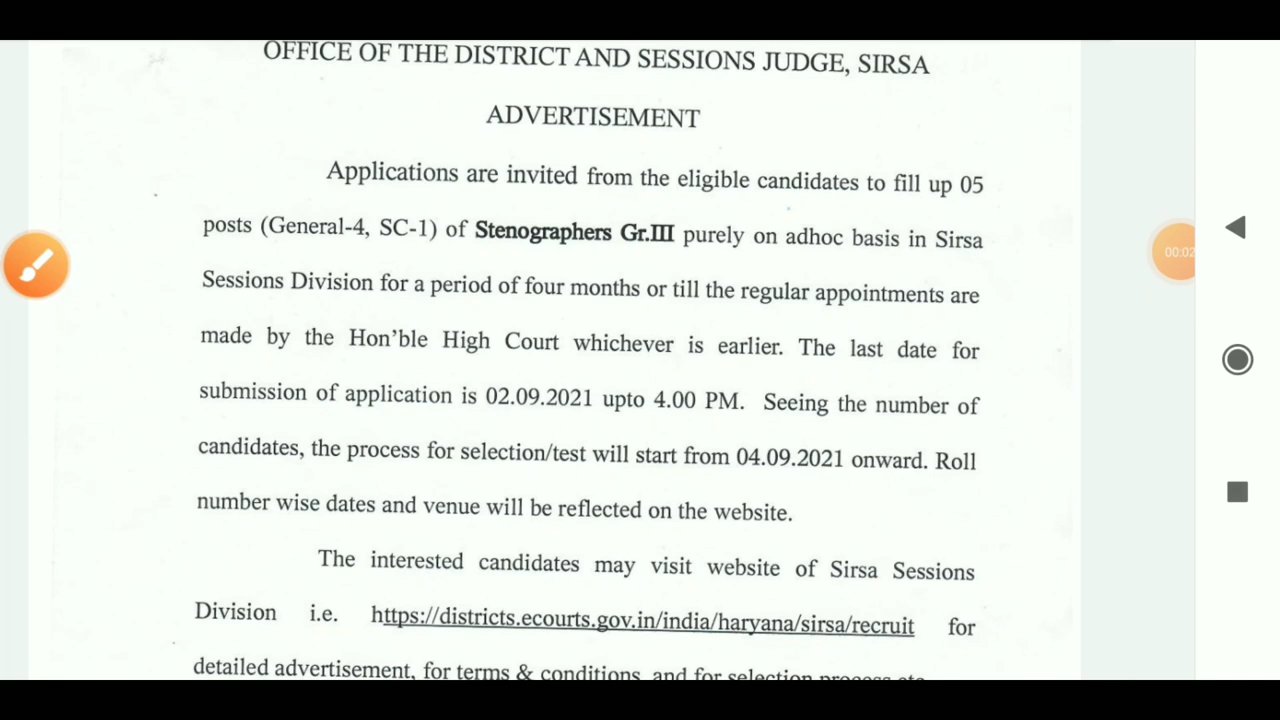 OFFICE OF THE DISTRICT AND SESSIONS JUDGE, SIRSA
ADVERTISEMENT
Applications are invited from the eligible candidates to fill up 05
posts (General-4, SC-1) of Stenographers Gr.III purely on adhoc basis in Sirsa
Sessions Division for a period of four months or till the regular appointments are
made by the Hon'ble High Court whichever is earlier. The last date for
submission of application is 02.09.2021 upto 4.00 PM. Seeing the number of
candidates, the process for selection/test will start from 04.09.2021 onward. Roll
number wise dates and venue will be reflected on the website.
The interested candidates may visit website of Sirsa Sessions
Division i.e. https://districts.ecourts.gov.in/india/haryana/sirsa/recruit for
detailed advertisement, for terms & conditions, and for selection process etc
00:02